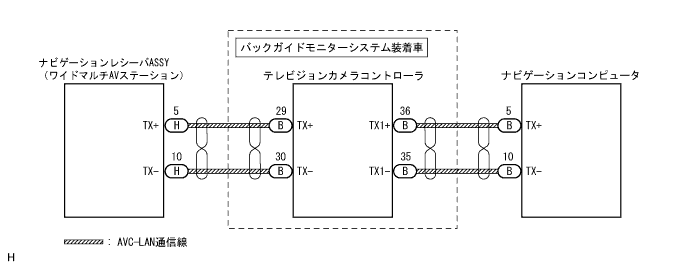 バックガイドモニターシステム装着車
ナビゲーションレシーバASSY
(ワイドマルチAVステーション)
テレビジョンカメラコントローラ
ナビゲーションコンピュータ
5 29 36 5
TX+ H B TX+ TX1+ B B TX+
10 30 35 10
TX- H B TX- TX1- B B TX-
: AVC-LAN通信線
H